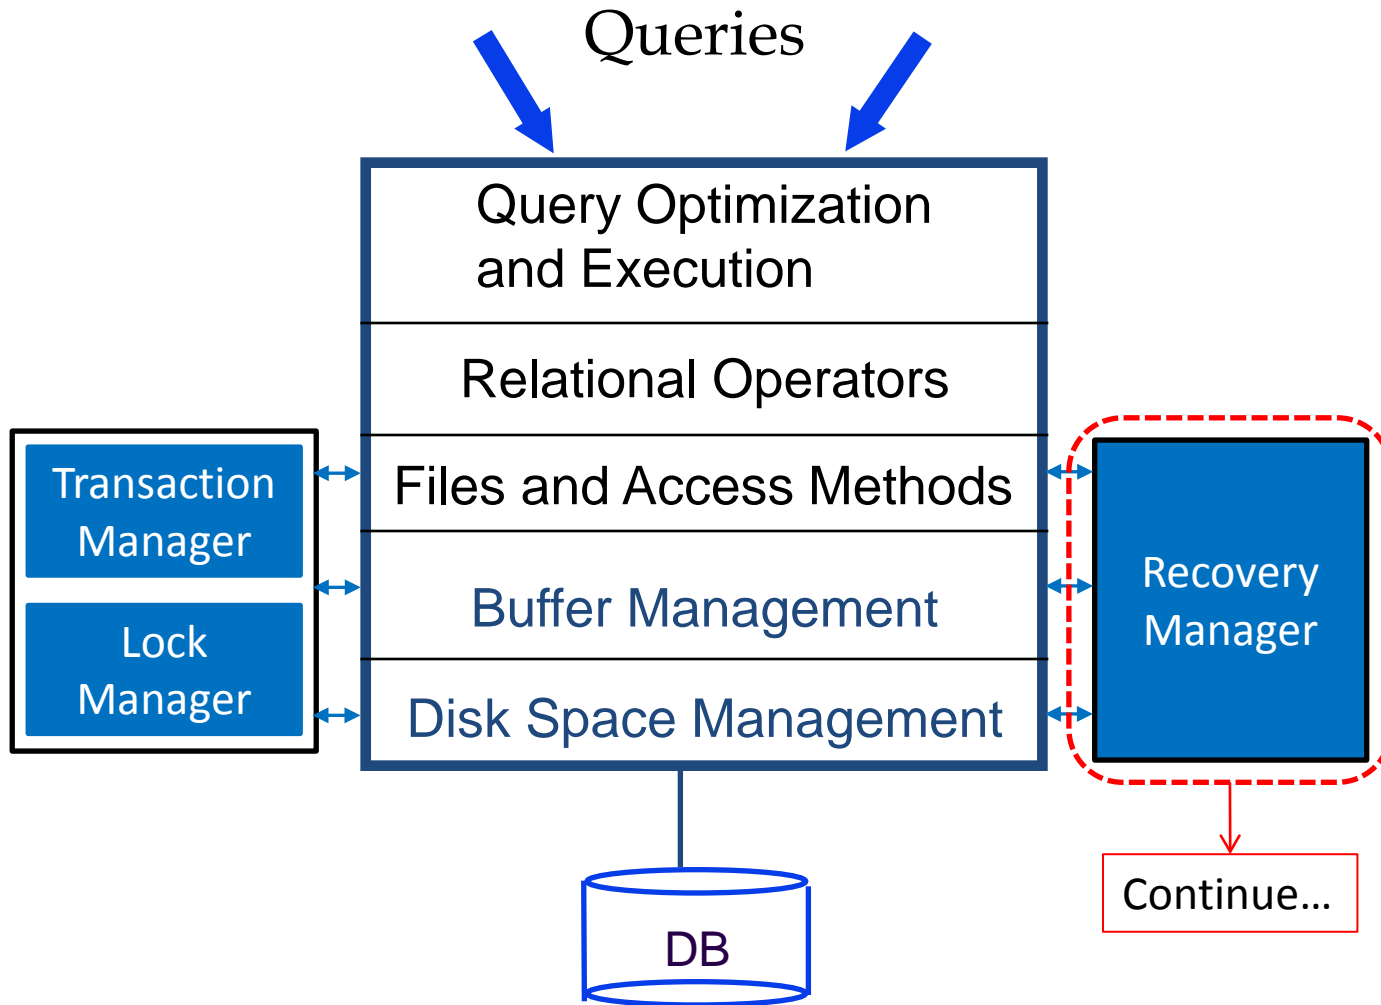 Queries
Query Optimization
and Execution
Relational Operators
Files and Access Methods
Buffer Management
Disk Space Management
Transaction
Manager
Lock
Manager
Recovery
Manager
Continue…
DB